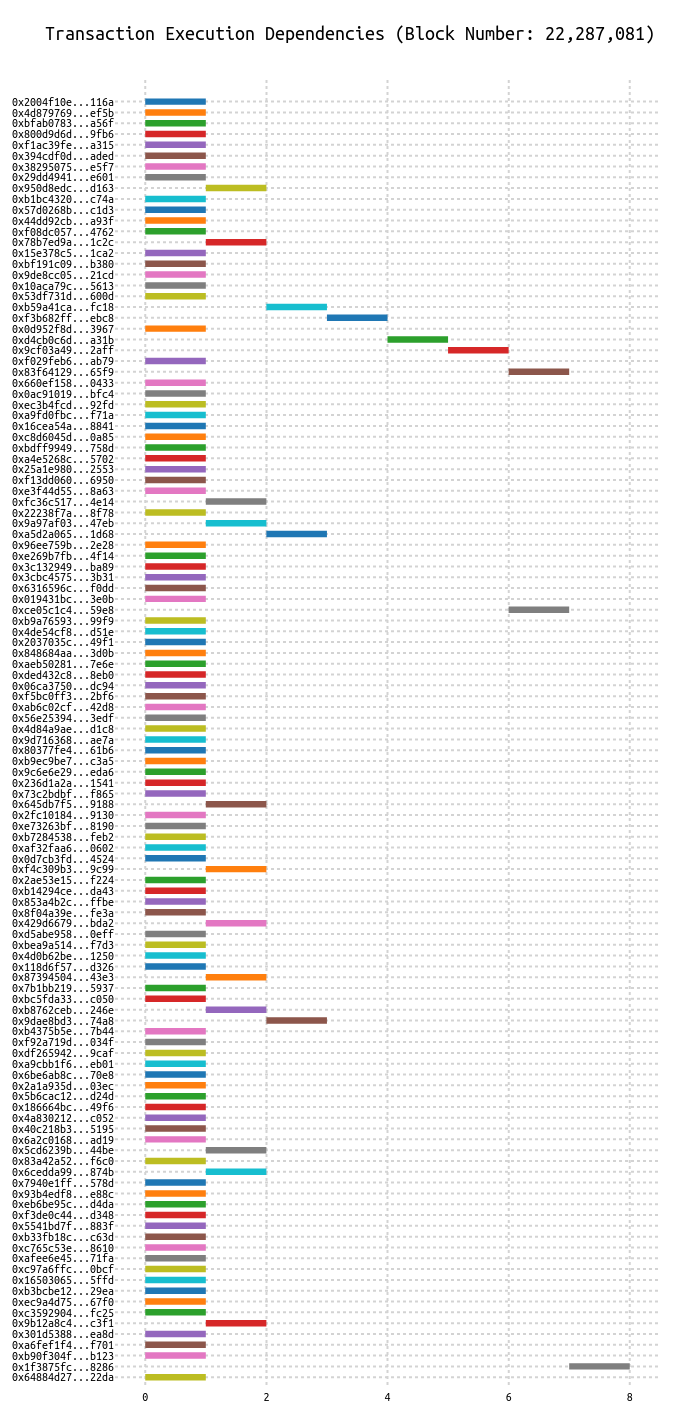 Transaction Execution Dependencies (Block Number: 22,287,081)
0x2004f10e...116a
0x4d879769...ef5b
0xbfab0783...a56f
0x800d9d6d...9fb6
0xf1ac39fe...a315
0x394cdf0d...aded
0x38295075...e5f7
0x29dd4941...e601
0x950d8edc...d163
0xb1bc4320...c74a
0x57d0268b...c1d3
0x44dd92cb...a93f
0xf08dc057...4762
0x78b7ed9a...1c2c
0x15e378c5...1ca2
0xbf191c09...b380
0x9de8cc05...21cd
0x10aca79c...5613
0x53df731d...600d
0xb59a41ca...fc18
0xf3b682ff...ebc8
0x0d952f8d...3967
0xd4cb0c6d...a31b
0x9cf03a49...2aff
0xf029feb6...ab79
0x83f64129...65f9
0x660ef158...0433
0x0ac91019...bfc4
0xec3b4fcd...92fd
0xa9fd0fbc...f71a
0x16cea54a...8841
0xc8d6045d...0a85
0xbdff9949...758d
0xa4e5268c...5702
0x25a1e980...2553
0xf13dd060...6950
0xe3f44d55...8a63
0xfc36c517...4e14
0x22238f7a...8f78
0x9a97af03...47eb
0xa5d2a065...1d68
0x96ee759b...2e28
0xe269b7fb...4f14
0x3c132949...ba89
0x3cbc4575...3b31
0x6316596c...f0dd
0x019431bc...3e0b
0xce05c1c4...59e8
0xb9a76593...99f9
0x4de54cf8...d51e
0x2037035c...49f1
0x848684aa...3d0b
0xaeb50281...7e6e
0xded432c8...8eb0
0x06ca3750...dc94
0xf5bc0ff3...2bf6
0xab6c02cf...42d8
0x56e25394...3edf
0x4d84a9ae...d1c8
0x9d716368...ae7a
0x80377fe4...61b6
0xb9ec9be7...c3a5
0x9c6e6e29...eda6
0x236d1a2a...1541
0x73c2bdbf...f865
0x645db7f5...9188
0x2fc10184...9130
0xe73263bf...8190
0xb7284538...feb2
0xaf32faa6...0602
0x0d7cb3fd...4524
0xf4c309b3...9c99
0x2ae53e15...f224
0xb14294ce...da43
0x853a4b2c...ffbe
0x8f04a39e...fe3a
0x429d6679...bda2
0xd5abe958...0eff
0xbea9a514...f7d3
0x4d0b62be...1250
0x118d6f57...d326
0x87394504...43e3
0x7b1bb219...5937
0xbc5fda33...c050
0xb8762ceb...246e
0x9dae8bd3...74a8
0xb4375b5e...7b44
0xf92a719d...034f
0xdf265942...9caf
0xa9cbb1f6...eb01
0x6be6ab8c...70e8
0x2a1a935d...03ec
0x5b6cac12...d24d
0x186664bc...49f6
0x4a830212...c052
0x40c218b3...5195
0x6a2c0168...ad19
0x5cd6239b...44be
0x83a42a52...f6c0
0x6cedda99...874b
0x7940e1ff...578d
0x93b4edf8...e88c
0xeb6be95c...d4da
0xf3de0c44...d348
0x5541bd7f...883f
0xb33fb18c...c63d
0xc765c53e...8610
0xafee6e45...71fa
0xc97a6ffc...0bcf
0x16503065...5ffd
0xb3bcbe12...29ea
0xec9a4d75...67f0
0xc3592904...fc25
0x9b12a8c4...c3f1
0x301d5388...ea8d
0xa6fef1f4...f701
0xb90f304f...b123
0x1f3875fc...8286
0x64884d27...22da
0 2 4 6 8